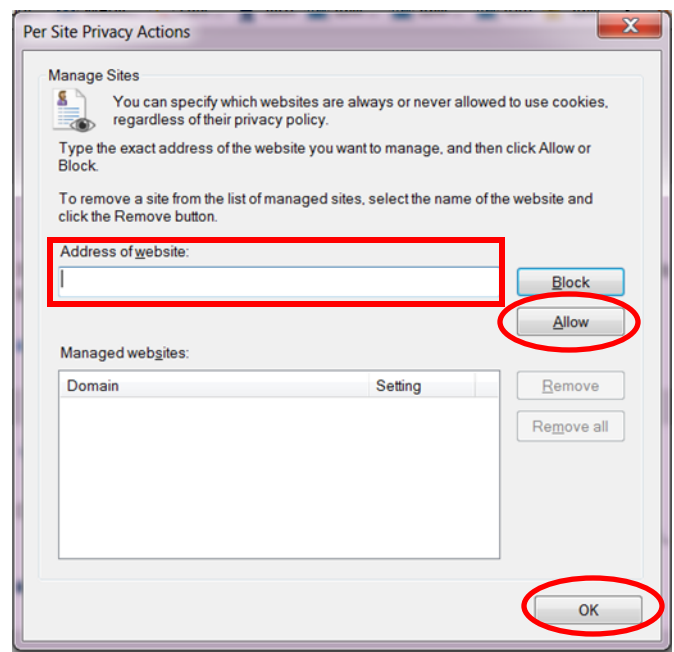 Per Site Privacy Actions
Manage Sites
You can specify which websites are always or never allowed to use cookies,
regardless of their privacy policy.
Type the exact address of the website you want to manage, and then click Allow or
Block.
To remove a site from the list of managed sites, select the name of the website and
click the Remove button.
Address of website:
Block
Allow
Managed websites:
Domain Setting
Remove
Remove all
OK